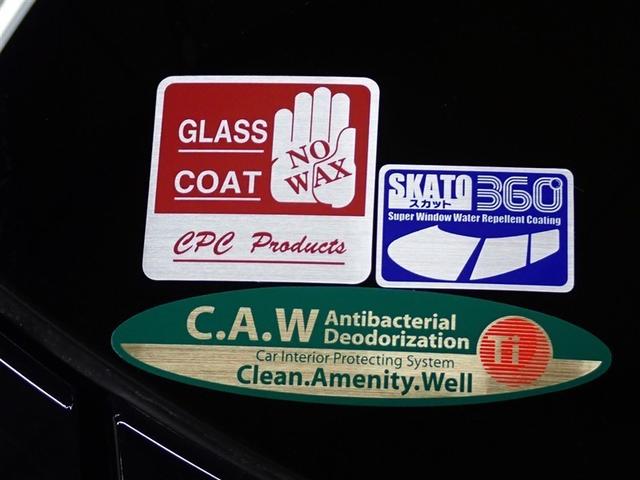 GLASS
COAT
NO
WAX
CPC Products
SKATO 360°
スカット
Super Window Water Repellent Coating
C.A.W Antibacterial
Deodorization
Car Interior Protecting System
Clean.Amenity.Well
Ti